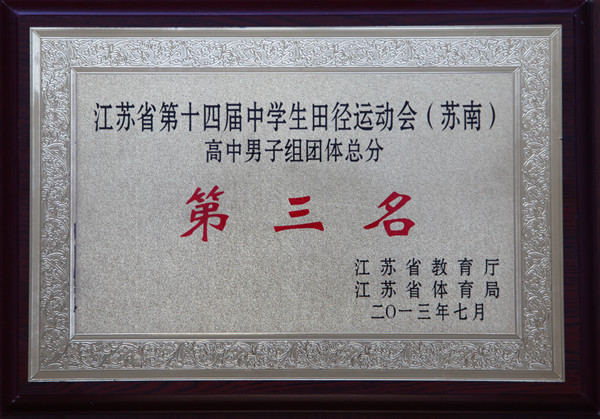 江苏省第十四届中学生田径运动会（苏南）
高中男子组团体总分
第三名
江苏省教育厅
江苏省体育局
二〇一三年七月